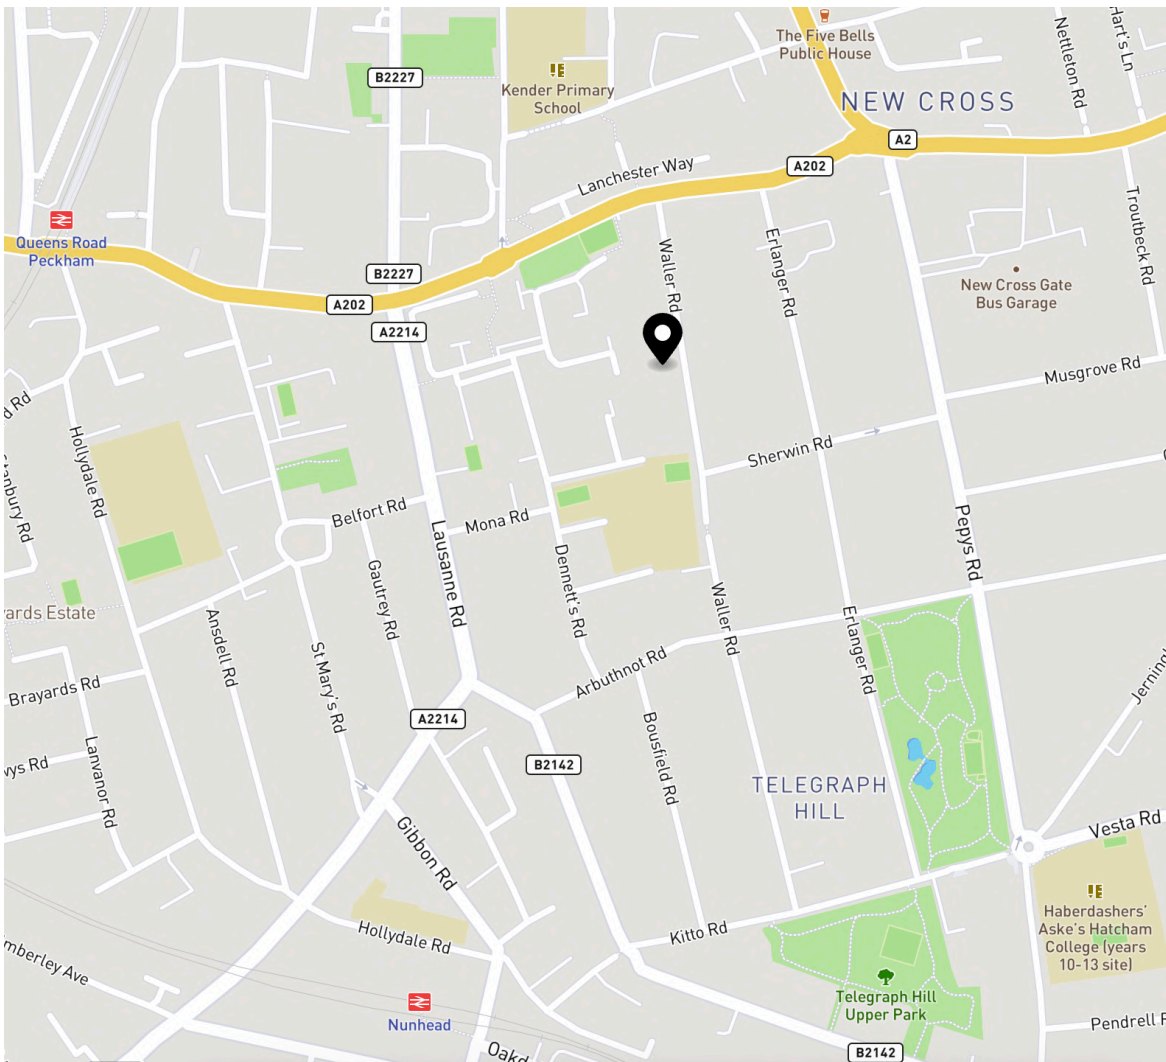 The Five Bells
Public House
Nettleton Rd
Hart's Ln
B2227
Kender Primary
School
NEW CROSS
A2
A202
Lanchester Way
Troutbeck Rd
Queens Road
Peckham
Waller Rd
Erlanger Rd
B2227
New Cross Gate
Bus Garage
A202
A2214
Musgrove Rd
Rd
Hollydale Rd
Sherwin Rd
Belfort Rd
Mona Rd
Lausanne Rd
Pepys Rd
Gautrey Rd
Dennett's Rd
Waller Rd
Ansdell Rd
Erlanger Rd
St Mary's Rd
Arbuthnot Rd
Brayards Rd
A2214
Bousfield Rd
B2142
TELEGRAPH
HILL
Lanvanor Rd
Vesta Rd
Gibbon Rd
Haberdashers'
Aske's Hatcham
College (years
10-13 site)
Hollydale Rd
Kitto Rd
Telegraph Hill
Upper Park
Nunhead
Pendrell
B2142